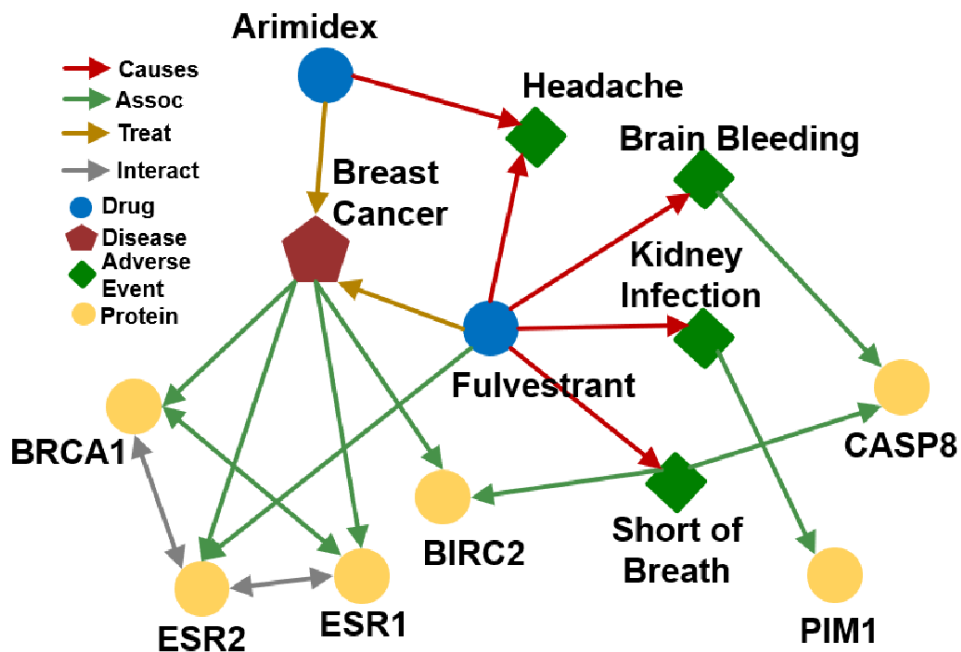 Arimidex
Causes
Assoc
Treat
Interact
Drug
Disease
Adverse
Event
Protein
Headache
Brain Bleeding
Breast
Cancer
Kidney
Infection
Fulvestrant
BRCA1
CASP8
BIRC2
Short of
Breath
ESR2
ESR1
PIM1